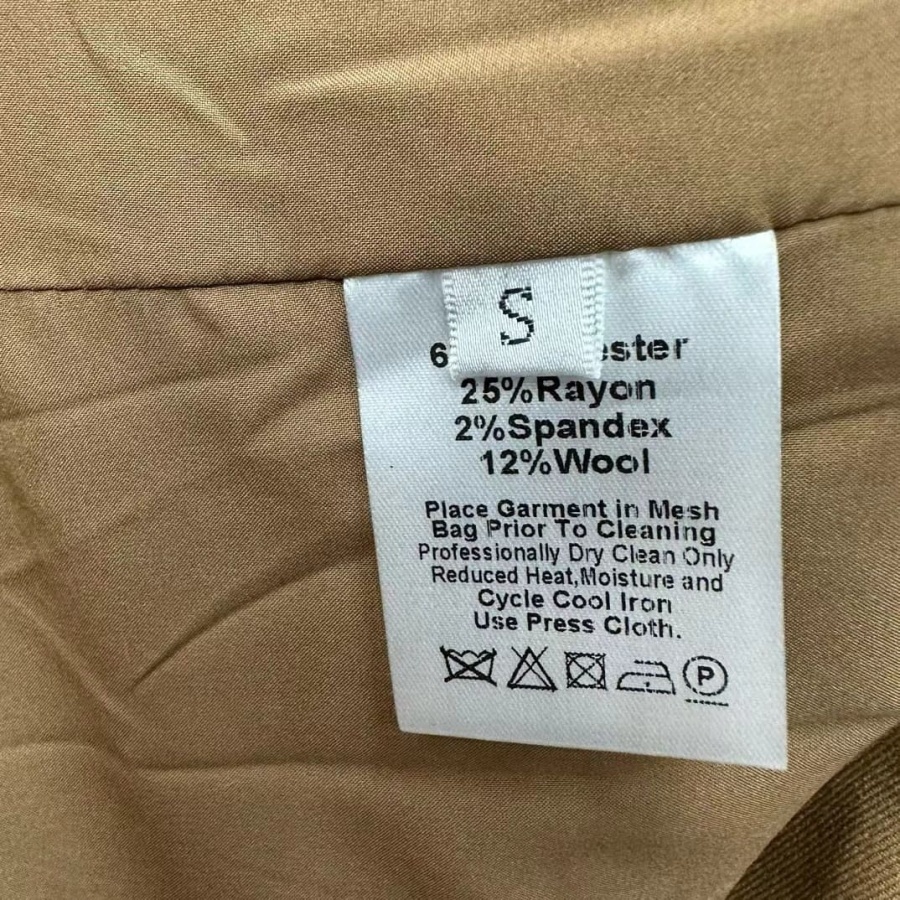 S
6 ester
25%Rayon
2%Spandex
12%Wool
Place Garment in Mesh
Bag Prior To Cleaning
Professionally Dry Clean Only
Reduced Heat,Moisture and
Cycle Cool Iron
Use Press Cloth.
P